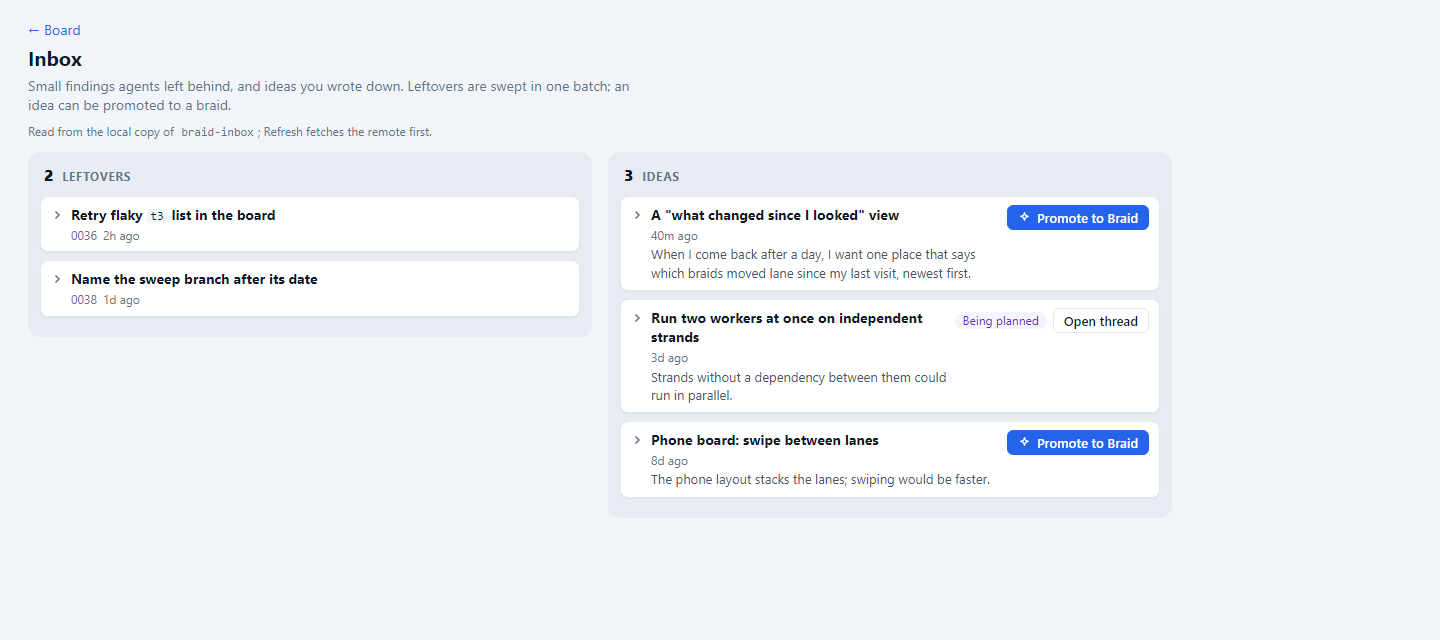 ← Board
Inbox
Small findings agents left behind, and ideas you wrote down. Leftovers are swept in one batch; an
idea can be promoted to a braid.
Read from the local copy of braid-inbox ; Refresh fetches the remote first.
2 LEFTOVERS
Retry flaky t3 list in the board
0036 2h ago
Name the sweep branch after its date
0038 1d ago
3 IDEAS
A "what changed since I looked" view
Promote to Braid
40m ago
When I come back after a day, I want one place that says
which braids moved lane since my last visit, newest first.
Run two workers at once on independent
strands
Being planned
Open thread
3d ago
Strands without a dependency between them could
run in parallel.
Phone board: swipe between lanes
Promote to Braid
8d ago
The phone layout stacks the lanes; swiping would be faster.